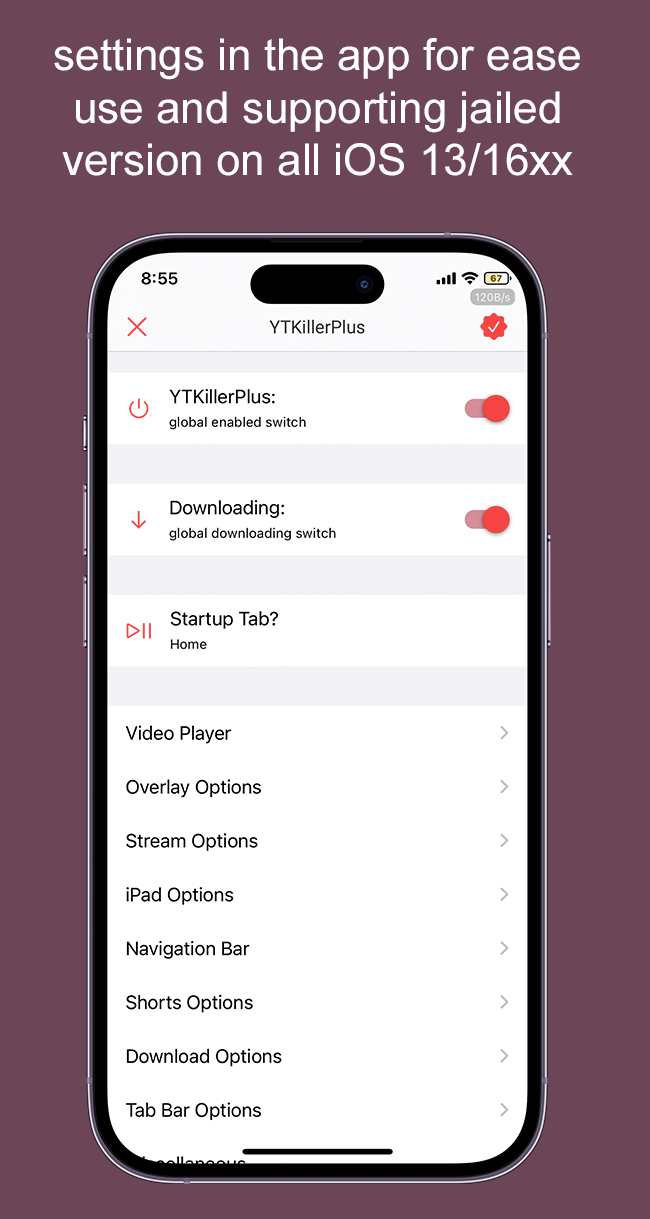 settings in the app for ease
use and supporting jailed
version on all iOS 13/16xx
8:55
67
120B/s
YTKillerPlus
YTKillerPlus:
global enabled switch
Downloading:
global downloading switch
Startup Tab?
Home
Video Player
Overlay Options
Stream Options
iPad Options
Navigation Bar
Shorts Options
Download Options
Tab Bar Options